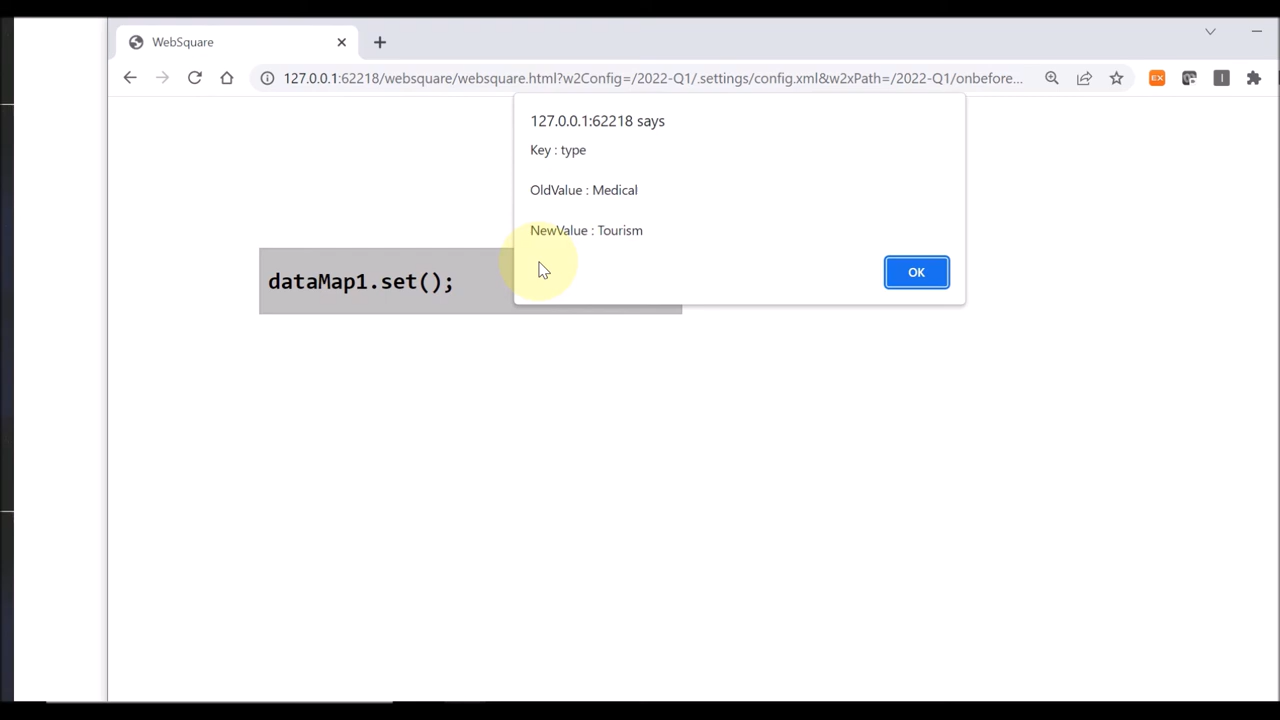 WebSquare
127.0.0.1:62218/websquare/websquare.html?w2Config=/2022-Q1/.settings/config.xml&w2xPath=/2022-Q1/onbefore...
EX
127.0.0.1:62218 says
Key : type
OldValue : Medical
NewValue : Tourism
OK
dataMap1.set();